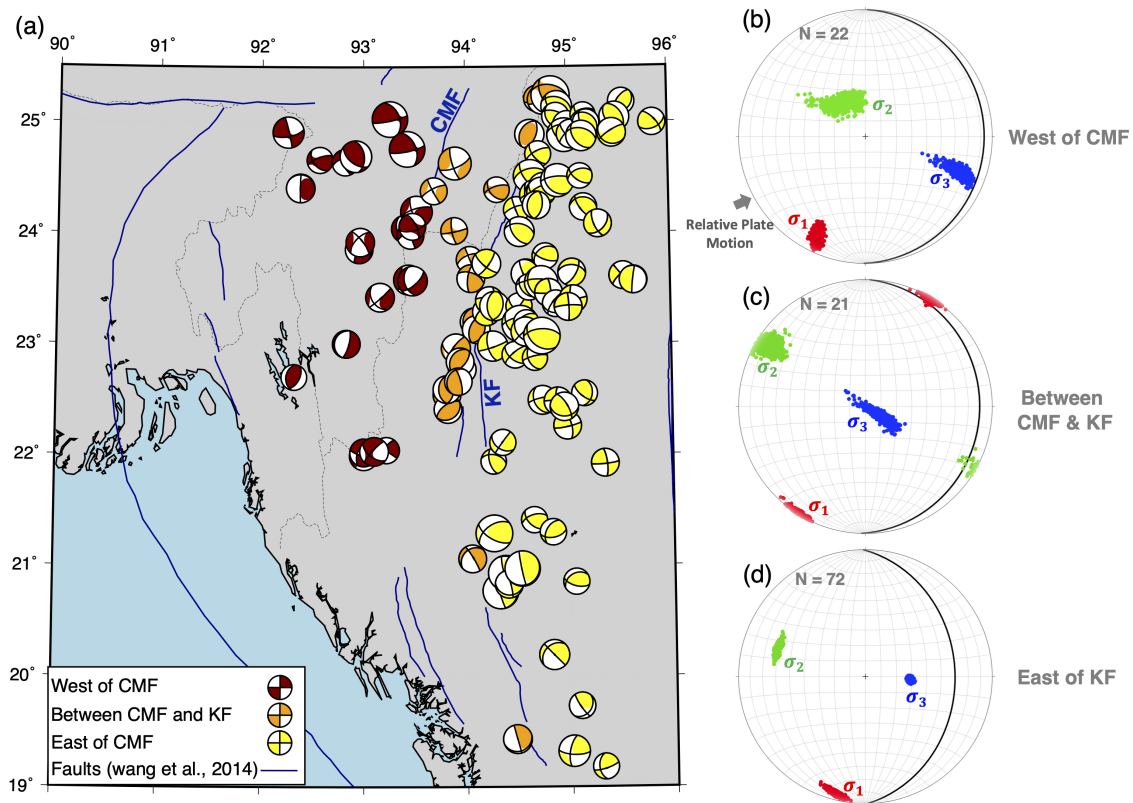 (a)
90˚ 91˚ 92˚ 93˚ 94˚ 95˚ 96˚
25˚
24˚
23˚
22˚
21˚
20˚
19˚
CMF
KF
West of CMF
Between CMF and KF
East of CMF
Faults (wang et al., 2014)
(b)
N = 22
σ2
σ3
σ1
Relative Plate
Motion
West of CMF
(c)
N = 21
σ2
σ3
σ1
Between
CMF & KF
(d)
N = 72
σ2
σ3
σ1
East of KF